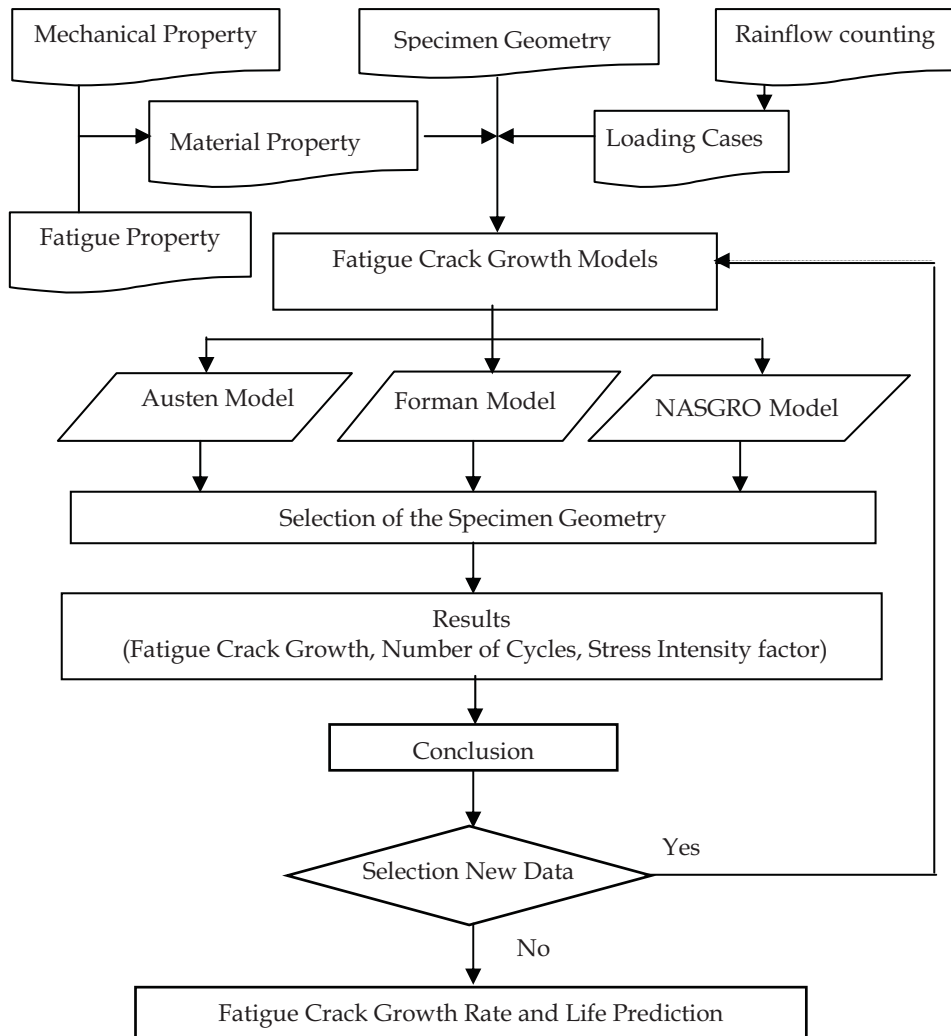 Mechanical Property
Specimen Geometry
Rainflow counting
Material Property
Loading Cases
Fatigue Property
Fatigue Crack Growth Models
Austen Model
Forman Model
NASGRO Model
Selection of the Specimen Geometry
Results
(Fatigue Crack Growth, Number of Cycles, Stress Intensity factor)
Conclusion
Selection New Data
Yes
No
Fatigue Crack Growth Rate and Life Prediction